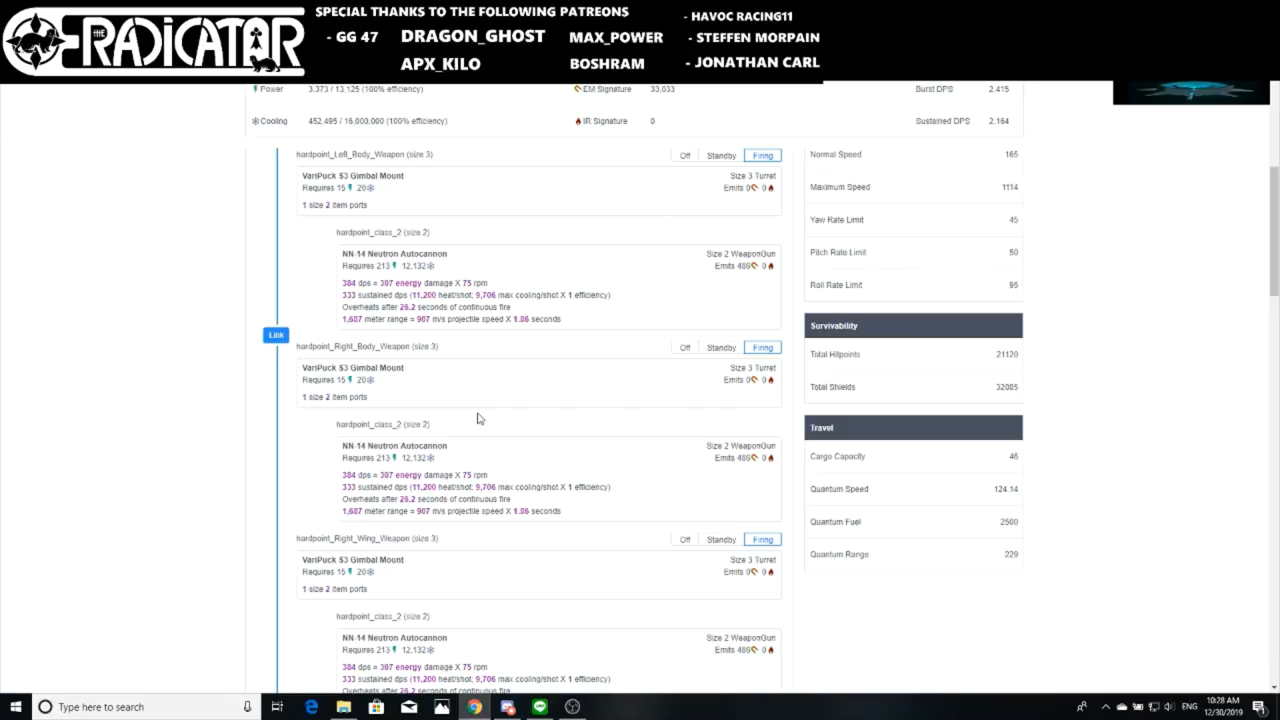 THE RADICATOR
SPECIAL THANKS TO THE FOLLOWING PATREONS
- GG 47
DRAGON_GHOST
APX_KILO
MAX_POWER
BOSHRAM
- HAVOC RACING11
- STEFFEN MORPAIN
- JONATHAN CARL
Power 3,373 / 13,125 (100% efficiency) EM Signature 33,033 Burst DPS 2,415
Cooling 452,495 / 16,000,000 (100% efficiency) IR Signature 0 Sustained DPS 2,164
hardpoint_Left_Body_Weapon (size 3) Off Standby Firing
VariPuck S3 Gimbal Mount Size 3 Turret
Requires 15 20 Emits 0 0
1 size 2 item ports
hardpoint_class_2 (size 2)
NN-14 Neutron Autocannon Size 2 WeaponGun
Requires 213 12,132 Emits 486 0
384 dps = 307 energy damage X 75 rpm
333 sustained dps (11,200 heat/shot; 9,706 max cooling/shot X 1 efficiency)
Overheats after 26.2 seconds of continuous fire
1,687 meter range = 907 m/s projectile speed X 1.86 seconds
Link
hardpoint_Right_Body_Weapon (size 3) Off Standby Firing
VariPuck S3 Gimbal Mount Size 3 Turret
Requires 15 20 Emits 0 0
1 size 2 item ports
hardpoint_class_2 (size 2)
NN-14 Neutron Autocannon Size 2 WeaponGun
Requires 213 12,132 Emits 486 0
384 dps = 307 energy damage X 75 rpm
333 sustained dps (11,200 heat/shot; 9,706 max cooling/shot X 1 efficiency)
Overheats after 26.2 seconds of continuous fire
1,687 meter range = 907 m/s projectile speed X 1.86 seconds
hardpoint_Right_Wing_Weapon (size 3) Off Standby Firing
VariPuck S3 Gimbal Mount Size 3 Turret
Requires 15 20 Emits 0 0
1 size 2 item ports
hardpoint_class_2 (size 2)
NN-14 Neutron Autocannon Size 2 WeaponGun
Requires 213 12,132 Emits 486 0
384 dps = 307 energy damage X 75 rpm
333 sustained dps (11,200 heat/shot; 9,706 max cooling/shot X 1 efficiency)
Overheats after 26.2 seconds of continuous fire
Normal Speed 165
Maximum Speed 1114
Yaw Rate Limit 45
Pitch Rate Limit 50
Roll Rate Limit 95
Survivability
Total Hitpoints 21120
Total Shields 32085
Travel
Cargo Capacity 46
Quantum Speed 124.14
Quantum Fuel 2500
Quantum Range 229
Type here to search
ENG
10:28 AM
12/30/2019